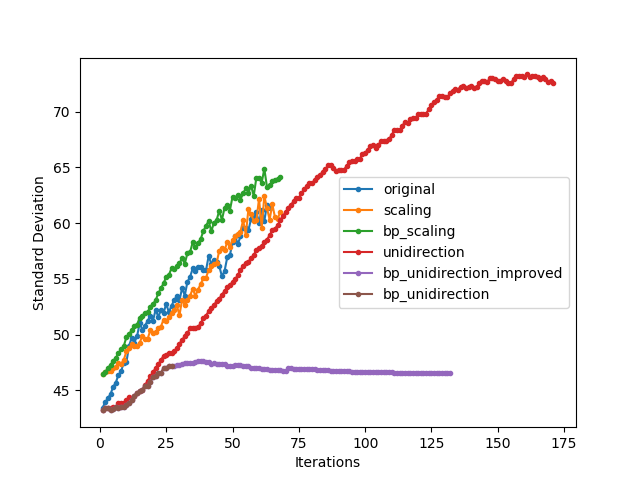 Standard Deviation
70
65
60
55
50
45
original
scaling
bp_scaling
unidirection
bp_unidirection_improved
bp_unidirection
0 25 50 75 100 125 150 175
Iterations